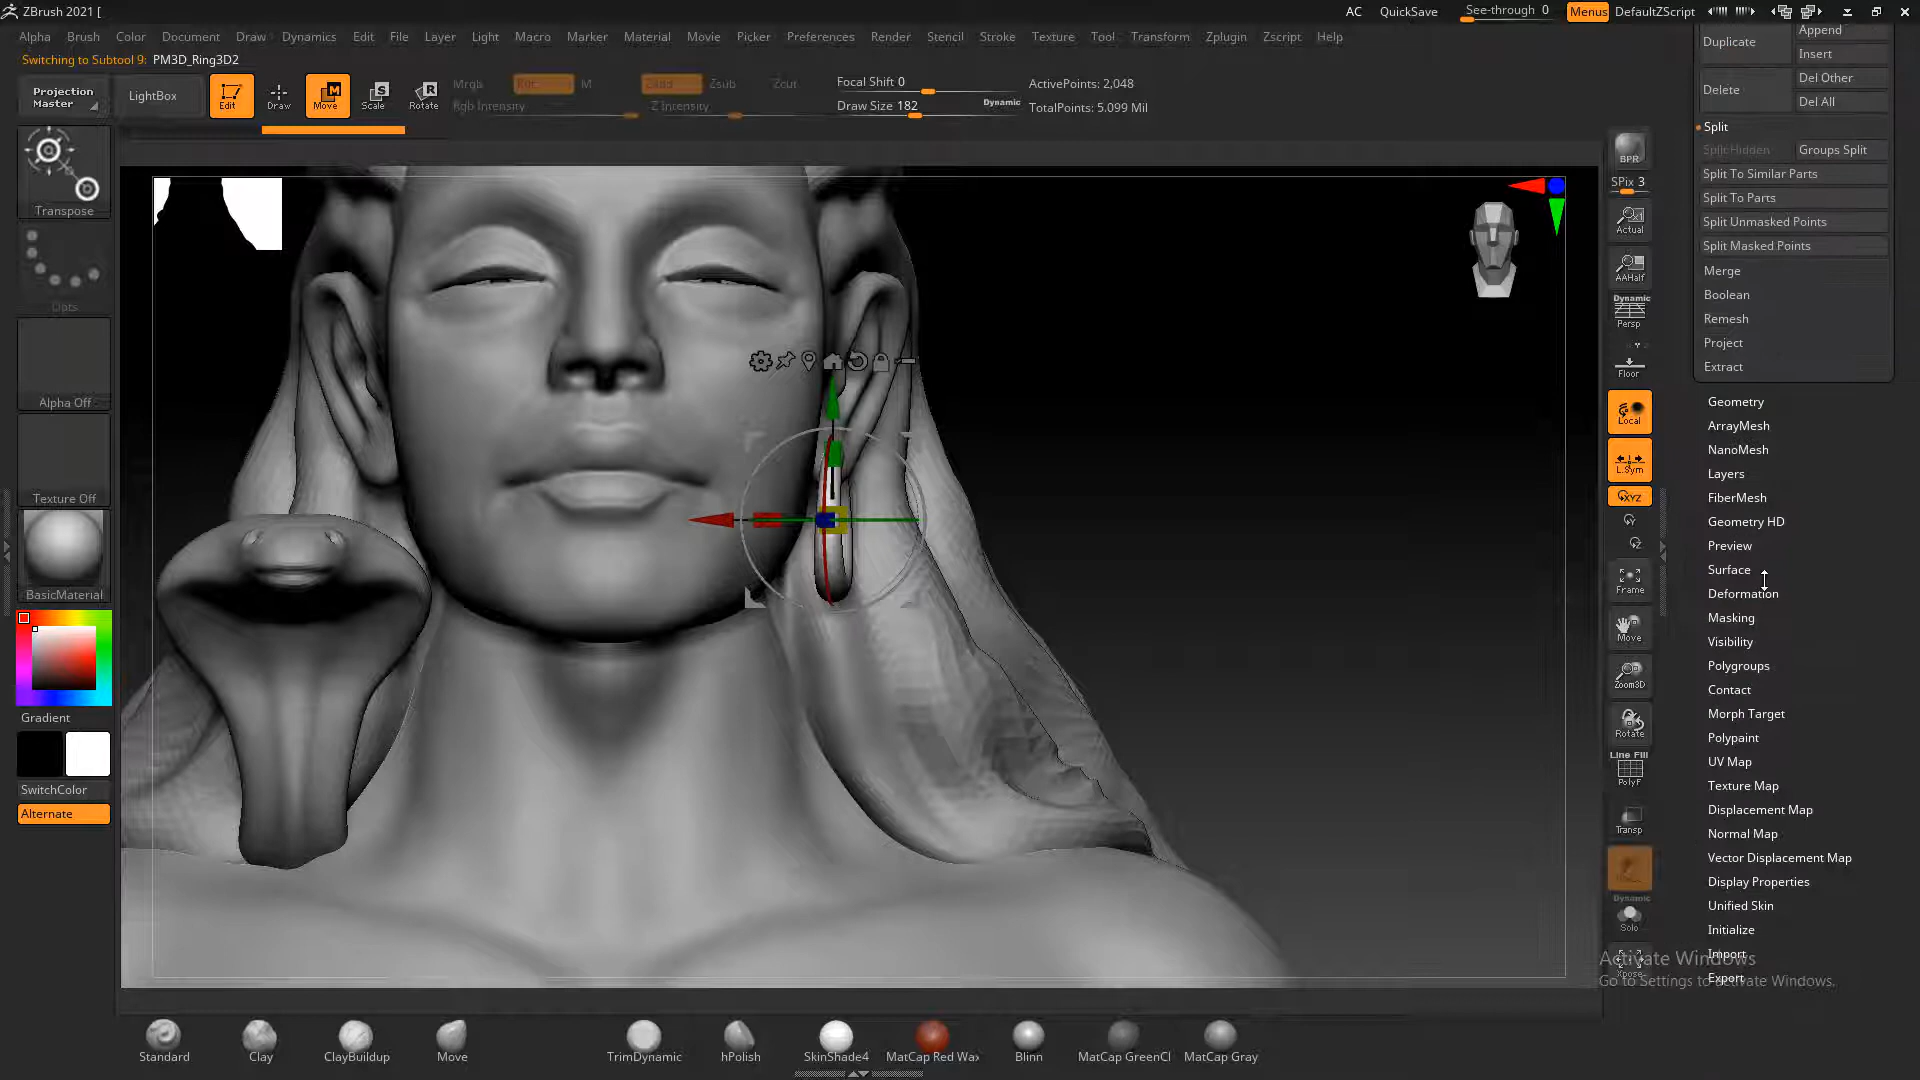 ZBrush 2021 [
AC QuickSave See-through 0 Menus DefaultZScript
Alpha Brush Color Document Draw Dynamics Edit File Layer Light Macro Marker Material Movie Picker Preferences Render Stencil Stroke Texture Tool Transform Zplugin Zscript Help
Switching to Subtool 9: PM3D_Ring3D2
Projection Master
LightBox
Edit Draw Move Scale Rotate
Mrgb M Zadd Zsub Zcut
Rgb Intensity Z Intensity
Focal Shift 0
Draw Size 182 Dynamic
ActivePoints: 2,048
TotalPoints: 5.099 Mil
Transpose
Dots
Alpha Off
Texture Off
BasicMaterial
Gradient
SwitchColor
Alternate
BPR
SPix 3
Actual
AAHalf
Dynamic
Persp
Floor
Local
L.Sym
XYZ
Frame
Move
Zoom3D
Rotate
Line Fill
PolyF
Transp
Dynamic
Solo
Xpose
Duplicate
Append
Insert
Delete
Del Other
Del All
Split
Split Hidden Groups Split
Split To Similar Parts
Split To Parts
Split Unmasked Points
Split Masked Points
Merge
Boolean
Remesh
Project
Extract
Geometry
ArrayMesh
NanoMesh
Layers
FiberMesh
Geometry HD
Preview
Surface
Deformation
Masking
Visibility
Polygroups
Contact
Morph Target
Polypaint
UV Map
Texture Map
Displacement Map
Normal Map
Vector Displacement Map
Display Properties
Unified Skin
Initialize
Import
Export
Activate Windows
Go to Settings to activate Windows.
Standard Clay ClayBuildup Move TrimDynamic hPolish SkinShade4 MatCap Red Wax Blinn MatCap GreenCl MatCap Gray